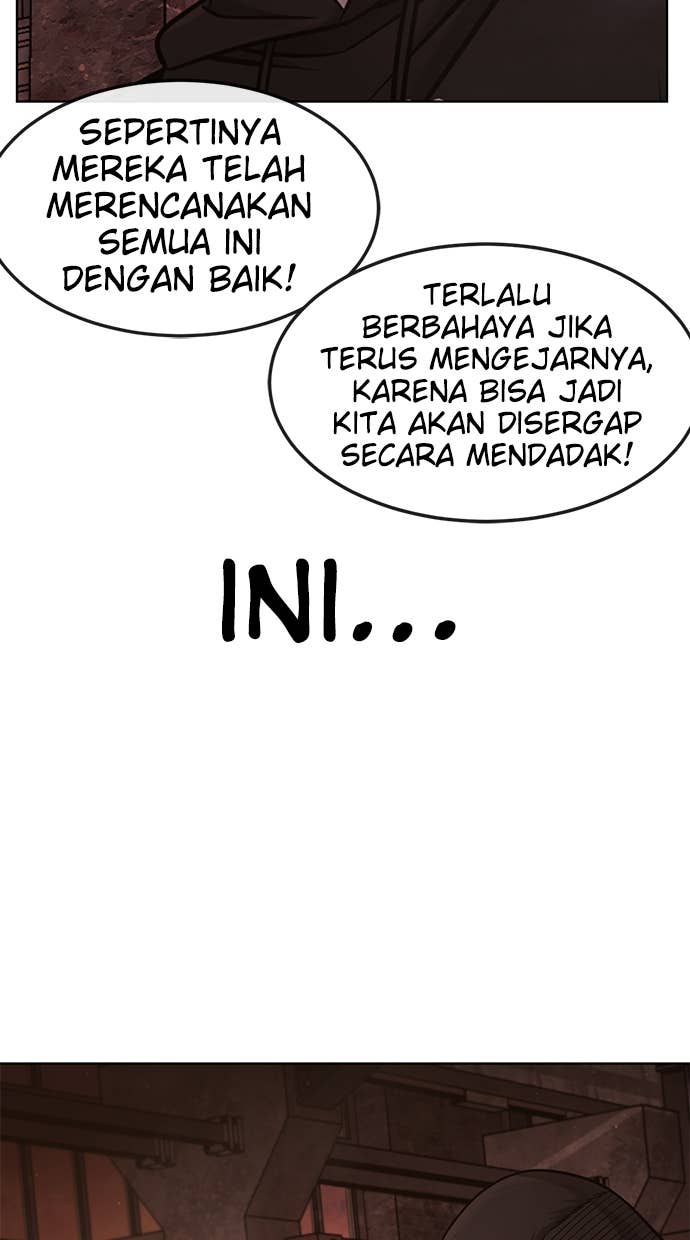 SEPERTINYA
MEREKA TELAH
MERENCANAKAN
SEMUA INI
DENGAN BAIK!
TERLALU
BERBAHAYA JIKA
TERUS MENGEJARNYA,
KARENA BISA JADI
KITA AKAN DISERGAP
SECARA MENDADAK!
INI...